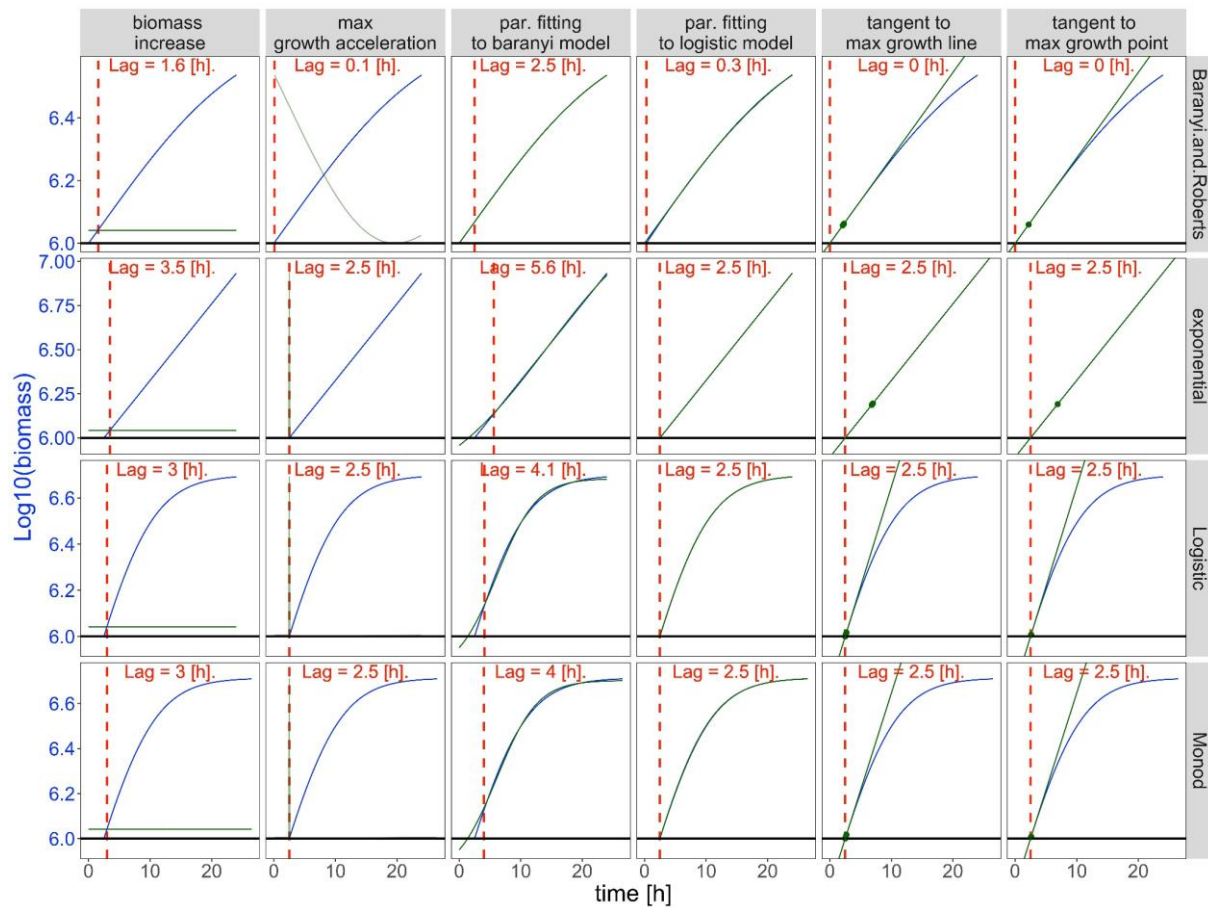 biomass
increase
max
growth acceleration
par. fitting
to baranyi model
par. fitting
to logistic model
tangent to
max growth line
tangent to
max growth point
Lag = 1.6 [h].
Lag = 0.1 [h].
Lag = 2.5 [h].
Lag = 0.3 [h].
Lag = 0 [h].
Lag = 0 [h].
6.4
6.2
6.0
Baranyi.and.Roberts
Lag = 3.5 [h].
Lag = 2.5 [h].
Lag = 5.6 [h].
Lag = 2.5 [h].
Lag = 2.5 [h].
Lag = 2.5 [h].
7.00
6.75
6.50
6.25
6.00
exponential
Log10(biomass)
Lag = 3 [h].
Lag = 2.5 [h].
Lag = 4.1 [h].
Lag = 2.5 [h].
Lag = 2.5 [h].
Lag = 2.5 [h].
6.6
6.4
6.2
6.0
Logistic
Lag = 3 [h].
Lag = 2.5 [h].
Lag = 4 [h].
Lag = 2.5 [h].
Lag = 2.5 [h].
Lag = 2.5 [h].
6.6
6.4
6.2
6.0
Monod
0 10 20
0 10 20
0 10 20
0 10 20
0 10 20
0 10 20
time [h]